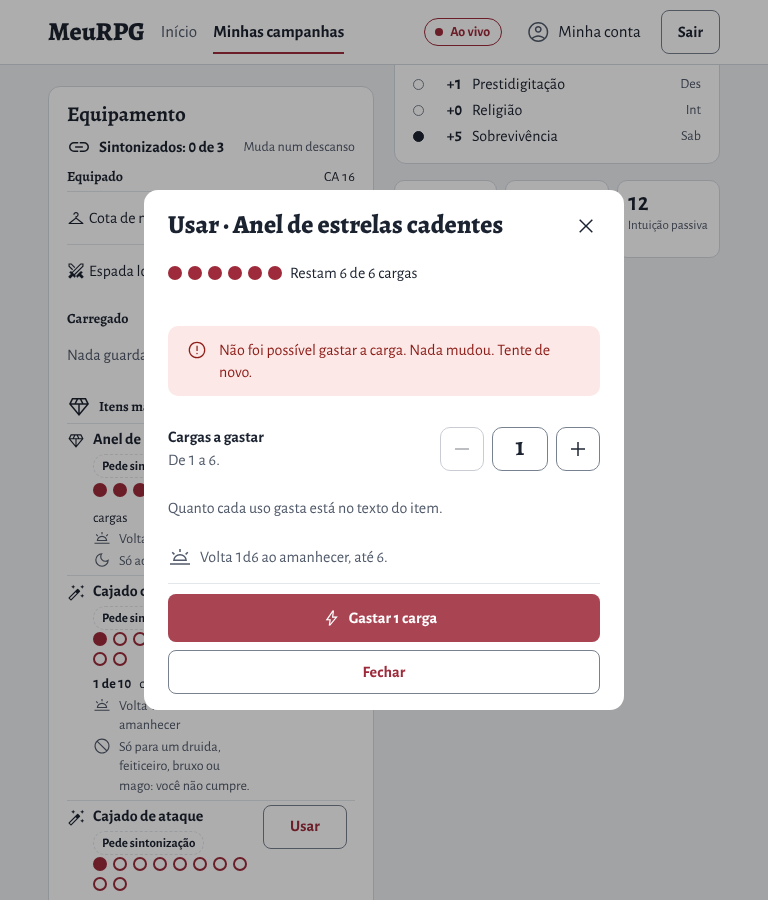 MeuRPG Início Minhas campanhas Ao vivo Minha conta Sair
+1 Prestidigitação Des
+0 Religião Int
+5 Sobrevivência Sab
12
Intuição passiva
Equipamento
Sintonizados: 0 de 3 Muda num descanso
Equipado CA 16
Cota de
Espada
Carregado
Nada
Itens
Anel de
Pede
cargas
Volta
Só ao
Cajado
Pede
1 de 10
Volta
amanhecer
Só para um druida,
feiticeiro, bruxo ou
mago: você não cumpre.
Cajado de ataque Usar
Pede sintonização
Usar · Anel de estrelas cadentes
Restam 6 de 6 cargas
Não foi possível gastar a carga. Nada mudou. Tente de
novo.
Cargas a gastar
De 1 a 6.
1
Quanto cada uso gasta está no texto do item.
Volta 1d6 ao amanhecer, até 6.
Gastar 1 carga
Fechar